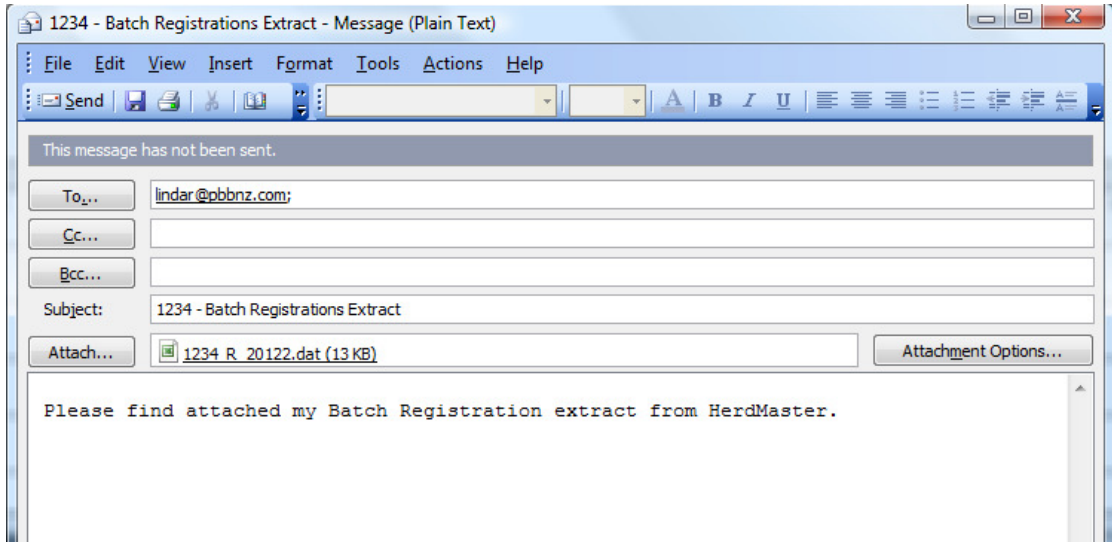 1234 - Batch Registrations Extract - Message (Plain Text)
File Edit View Insert Format Tools Actions Help
Send A B I U
This message has not been sent.
To... lindar@pbbnz.com;
Cc...
Bcc...
Subject: 1234 - Batch Registrations Extract
Attach... 1234_R_20122.dat (13 KB) Attachment Options...
Please find attached my Batch Registration extract from HerdMaster.